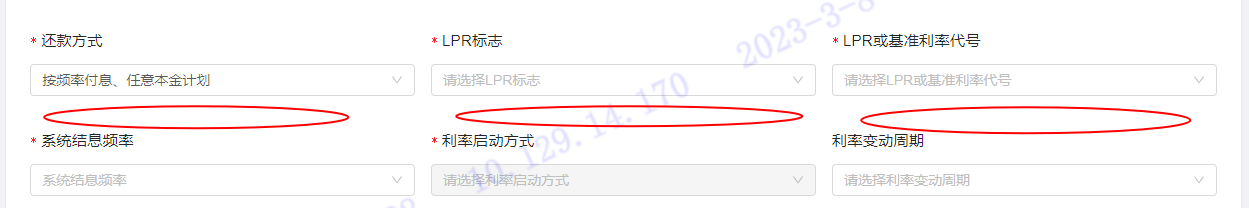 * 还款方式 * LPR标志 * LPR或基准利率代号
按频率付息、任意本金计划 请选择LPR标志 请选择LPR或基准利率代号
* 系统结息频率 * 利率启动方式 利率变动周期
系统结息频率 请选择利率启动方式 请选择利率变动周期
2023-3-8
10.129.14.170